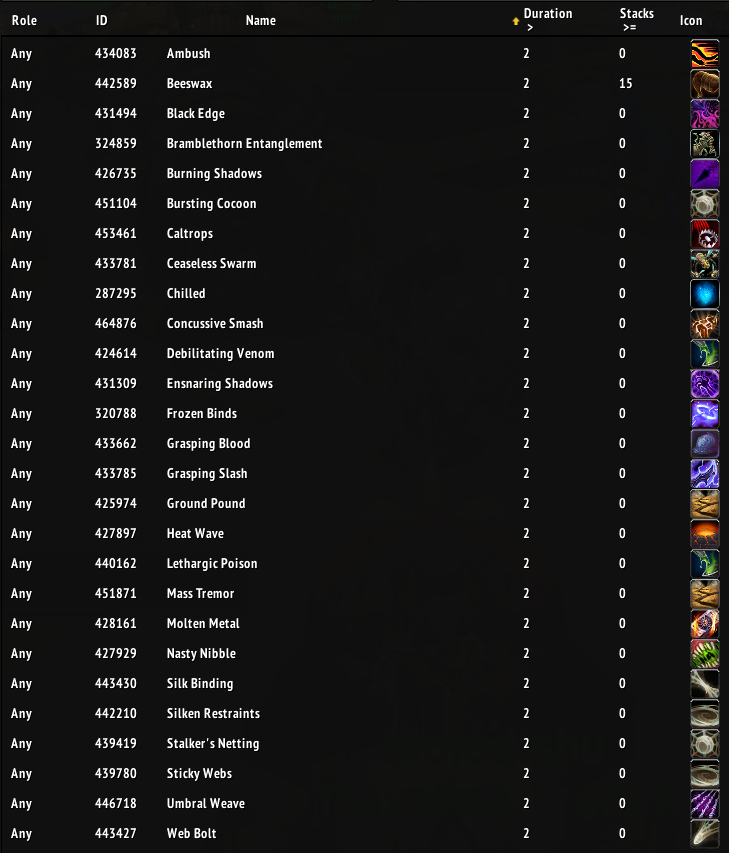 Role ID Name Duration > Stacks >= Icon
Any 434083 Ambush 2 0
Any 442589 Beeswax 2 15
Any 431494 Black Edge 2 0
Any 324859 Bramblethorn Entanglement 2 0
Any 426735 Burning Shadows 2 0
Any 451104 Bursting Cocoon 2 0
Any 453461 Caltrops 2 0
Any 433781 Ceaseless Swarm 2 0
Any 287295 Chilled 2 0
Any 464876 Concussive Smash 2 0
Any 424614 Debilitating Venom 2 0
Any 431309 Ensnaring Shadows 2 0
Any 320788 Frozen Binds 2 0
Any 433662 Grasping Blood 2 0
Any 433785 Grasping Slash 2 0
Any 425974 Ground Pound 2 0
Any 427897 Heat Wave 2 0
Any 440162 Lethargic Poison 2 0
Any 451871 Mass Tremor 2 0
Any 428161 Molten Metal 2 0
Any 427929 Nasty Nibble 2 0
Any 443430 Silk Binding 2 0
Any 442210 Silken Restraints 2 0
Any 439419 Stalker's Netting 2 0
Any 439780 Sticky Webs 2 0
Any 446718 Umbral Weave 2 0
Any 443427 Web Bolt 2 0